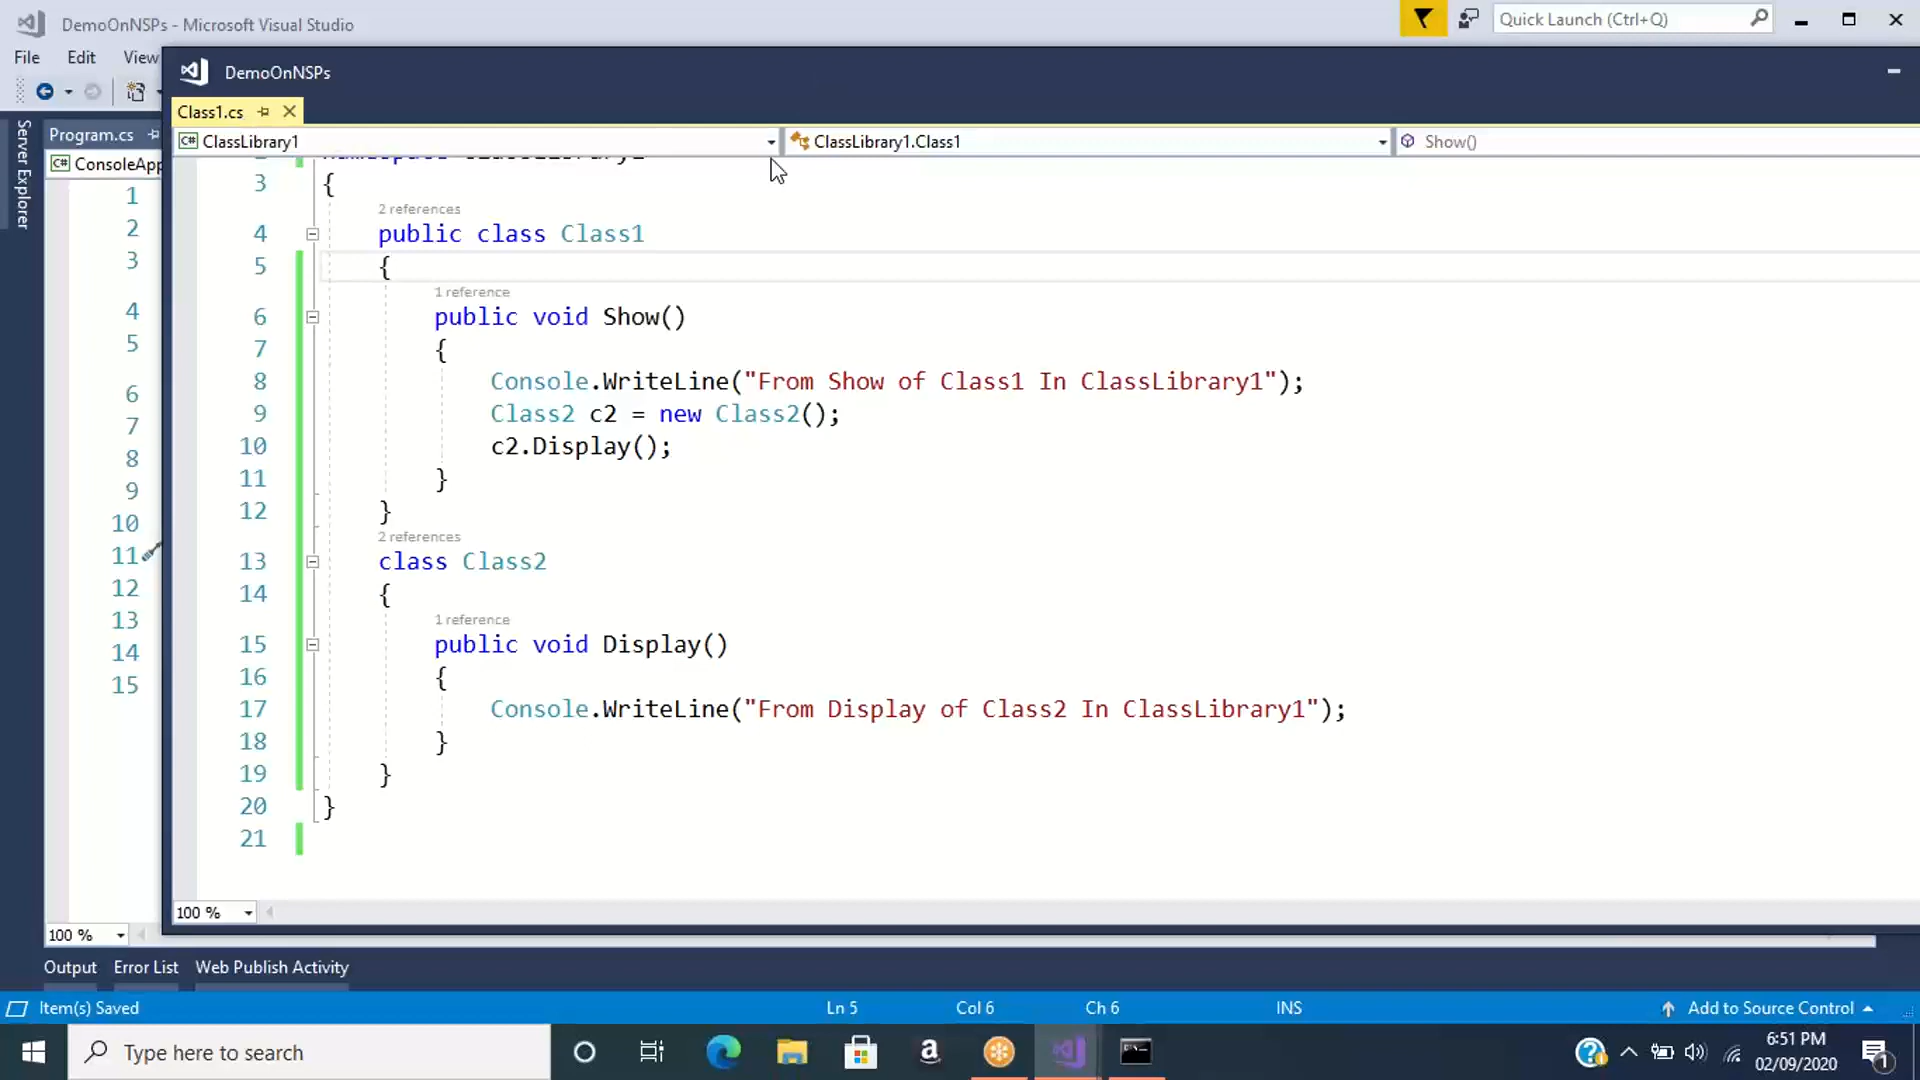 DemoOnNSPs - Microsoft Visual Studio
Quick Launch (Ctrl+Q)
File Edit View
DemoOnNSPs
Class1.cs
Program.cs
ClassLibrary1
ClassLibrary1.Class1
Show()
ConsoleApp
Server Explorer
1
2
3
4
5
6
7
8
9
10
11
12
13
14
15
3 {
2 references
4 public class Class1
5 {
1 reference
6 public void Show()
7 {
8 Console.WriteLine("From Show of Class1 In ClassLibrary1");
9 Class2 c2 = new Class2();
10 c2.Display();
11 }
12 }
2 references
13 class Class2
14 {
1 reference
15 public void Display()
16 {
17 Console.WriteLine("From Display of Class2 In ClassLibrary1");
18 }
19 }
20 }
21
100 %
100 %
Output Error List Web Publish Activity
Item(s) Saved Ln 5 Col 6 Ch 6 INS Add to Source Control
Type here to search
6:51 PM
02/09/2020
1